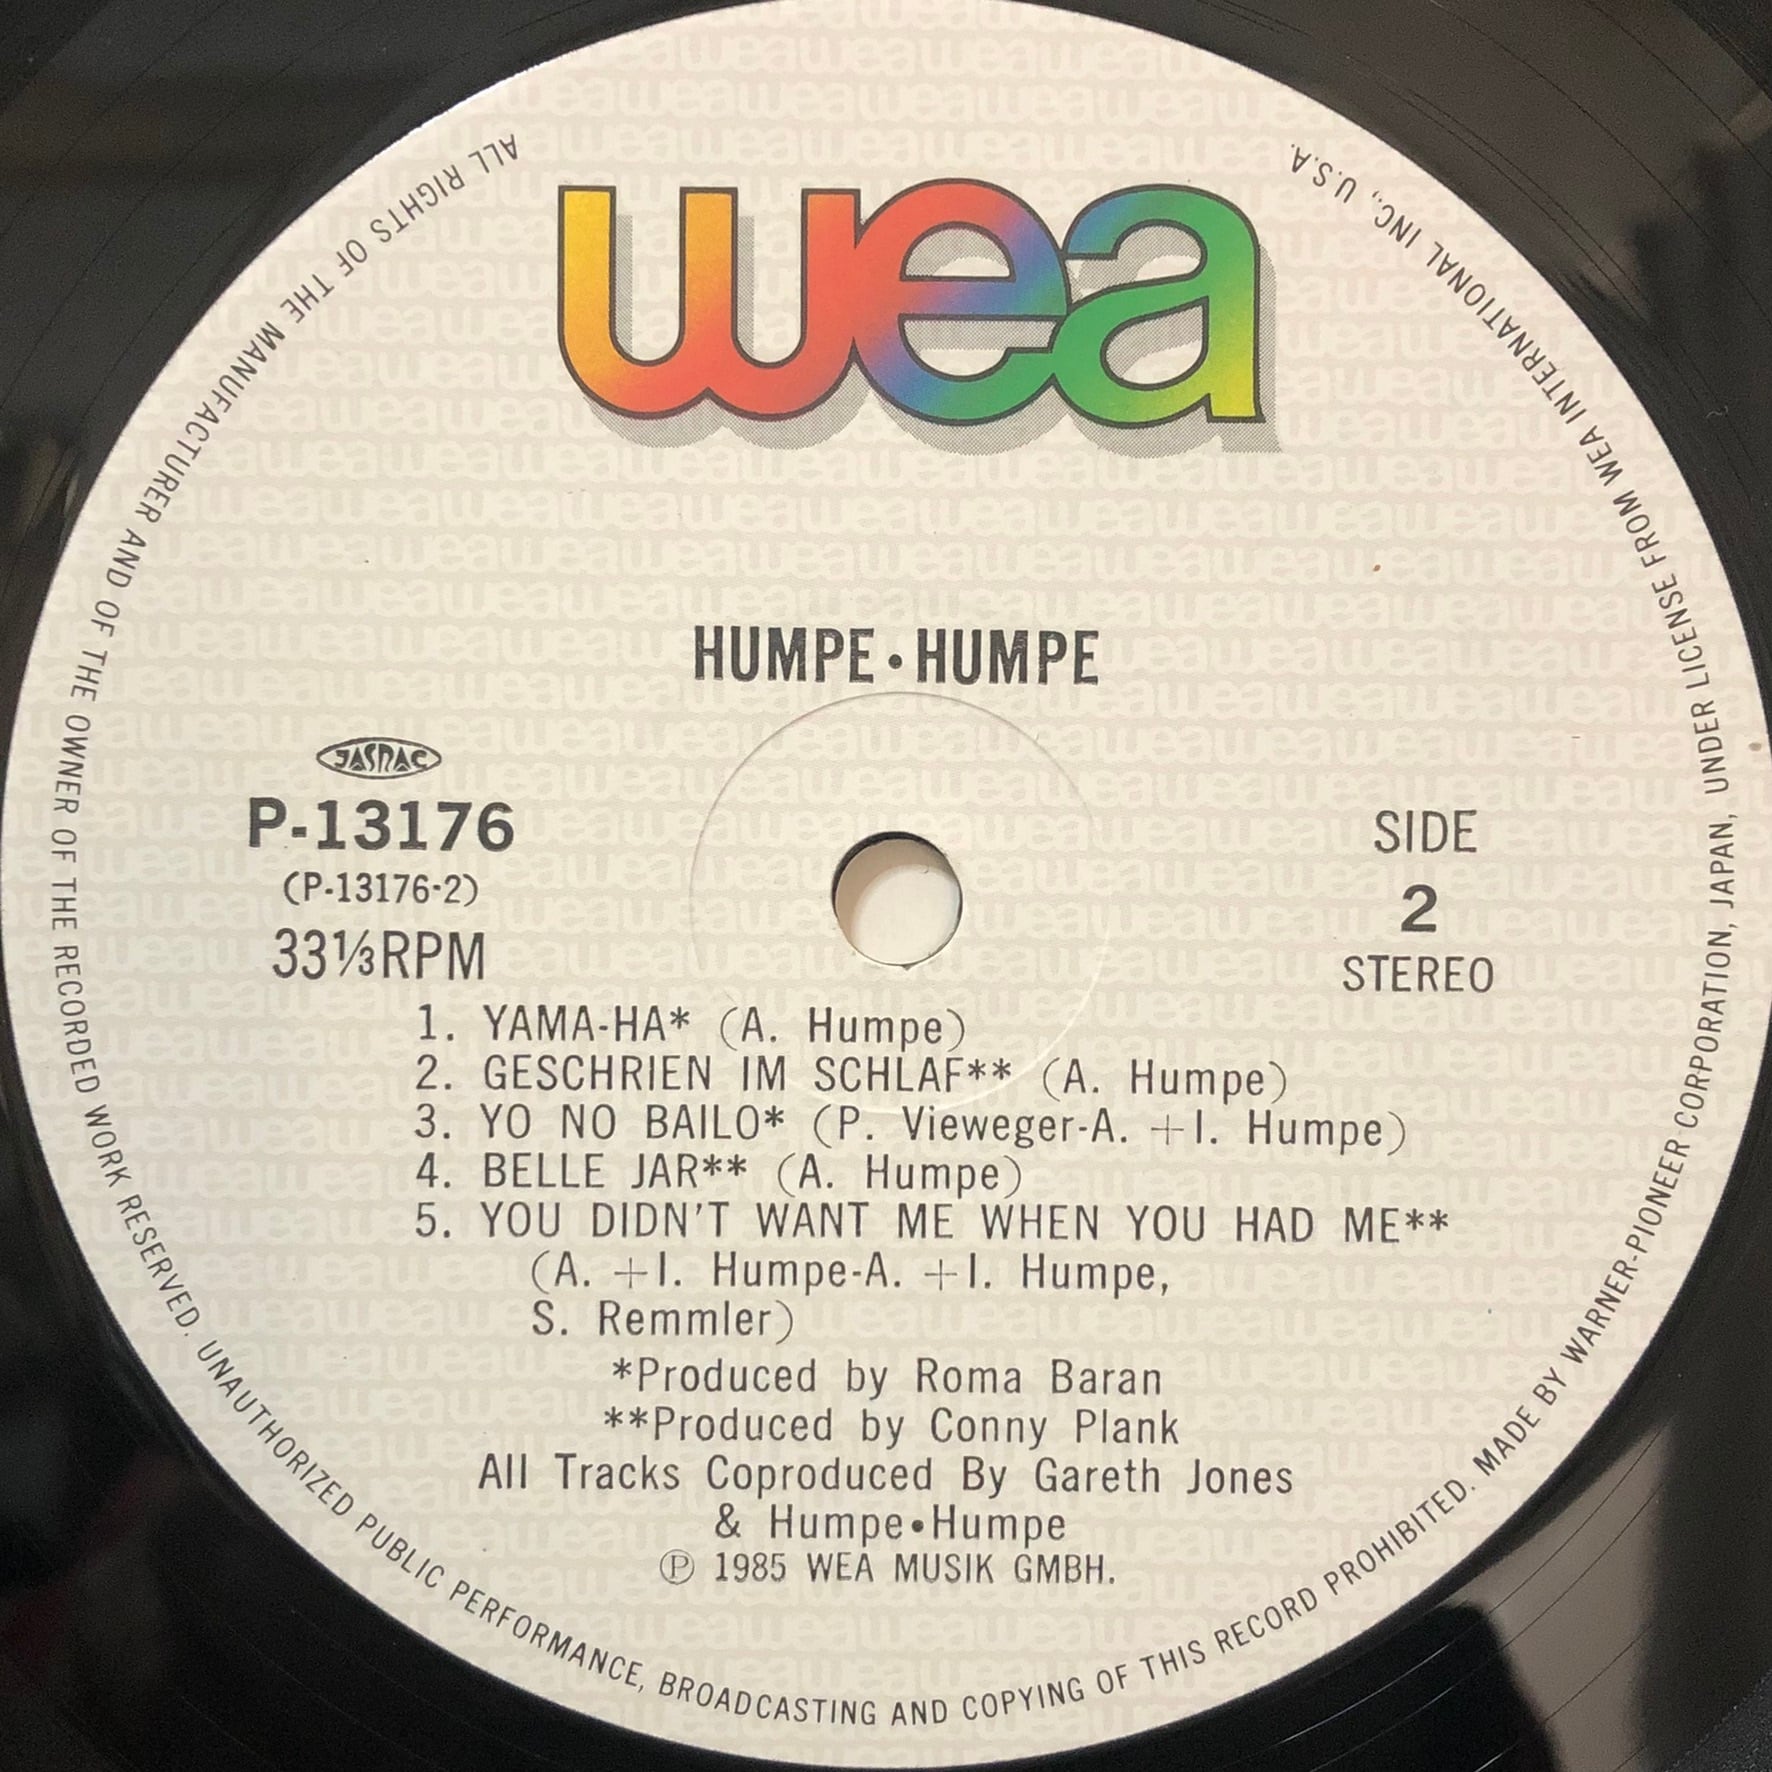 wea
HUMPE•HUMPE
JASRAC
P-13176
(P-13176-2)
33⅓RPM
SIDE
2
STEREO
1. YAMA-HA* (A. Humpe)
2. GESCHRIEN IM SCHLAF** (A. Humpe)
3. YO NO BAILO* (P. Vieweger-A. +I. Humpe)
4. BELLE JAR** (A. Humpe)
5. YOU DIDN'T WANT ME WHEN YOU HAD ME**
(A. +I. Humpe-A. +I. Humpe,
S. Remmler)
*Produced by Roma Baran
**Produced by Conny Plank
All Tracks Coproduced By Gareth Jones
& Humpe•Humpe
℗ 1985 WEA MUSIK GMBH.
ALL RIGHTS OF THE MANUFACTURER AND OF THE OWNER OF THE RECORDED WORK RESERVED. UNAUTHORIZED PUBLIC PERFORMANCE, BROADCASTING AND COPYING OF THIS RECORD PROHIBITED. MADE BY WARNER-PIONEER CORPORATION, JAPAN, UNDER LICENSE FROM WEA INTERNATIONAL INC., U.S.A.